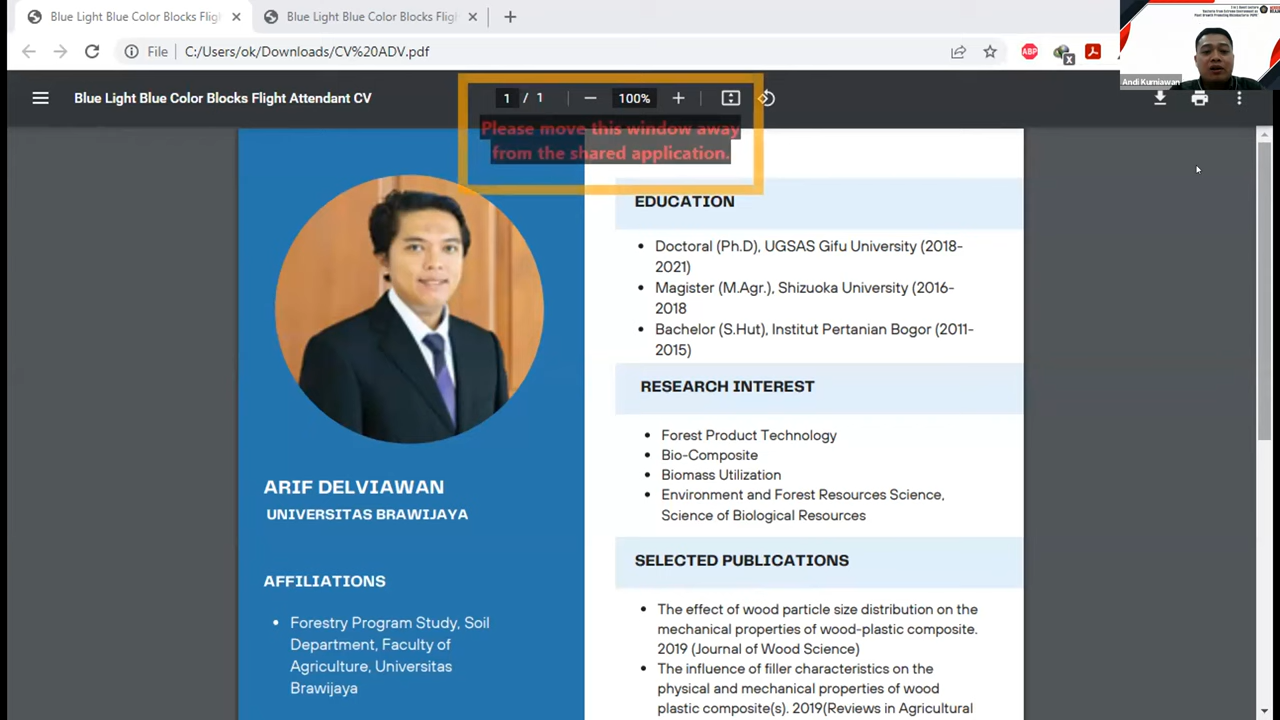 Blue Light Blue Color Blocks Fligh
Blue Light Blue Color Blocks Fligh
File
C:/Users/ok/Downloads/CV%20ADV.pdf
ABP
x
Andi Kurniawan
Blue Light Blue Color Blocks Flight Attendant CV
1 / 1
100%
Please move this window away
from the shared application.
EDUCATION
• Doctoral (Ph.D), UGSAS Gifu University (2018-
2021)
• Magister (M.Agr.), Shizuoka University (2016-
2018
• Bachelor (S.Hut), Institut Pertanian Bogor (2011-
2015)
RESEARCH INTEREST
• Forest Product Technology
• Bio-Composite
• Biomass Utilization
• Environment and Forest Resources Science,
Science of Biological Resources
SELECTED PUBLICATIONS
• The effect of wood particle size distribution on the
mechanical properties of wood-plastic composite.
2019 (Journal of Wood Science)
• The influence of filler characteristics on the
physical and mechanical properties of wood
plastic composite(s). 2019(Reviews in Agricultural
ARIF DELVIAWAN
UNIVERSITAS BRAWIJAYA
AFFILIATIONS
• Forestry Program Study, Soil
Department, Faculty of
Agriculture, Universitas
Brawijaya